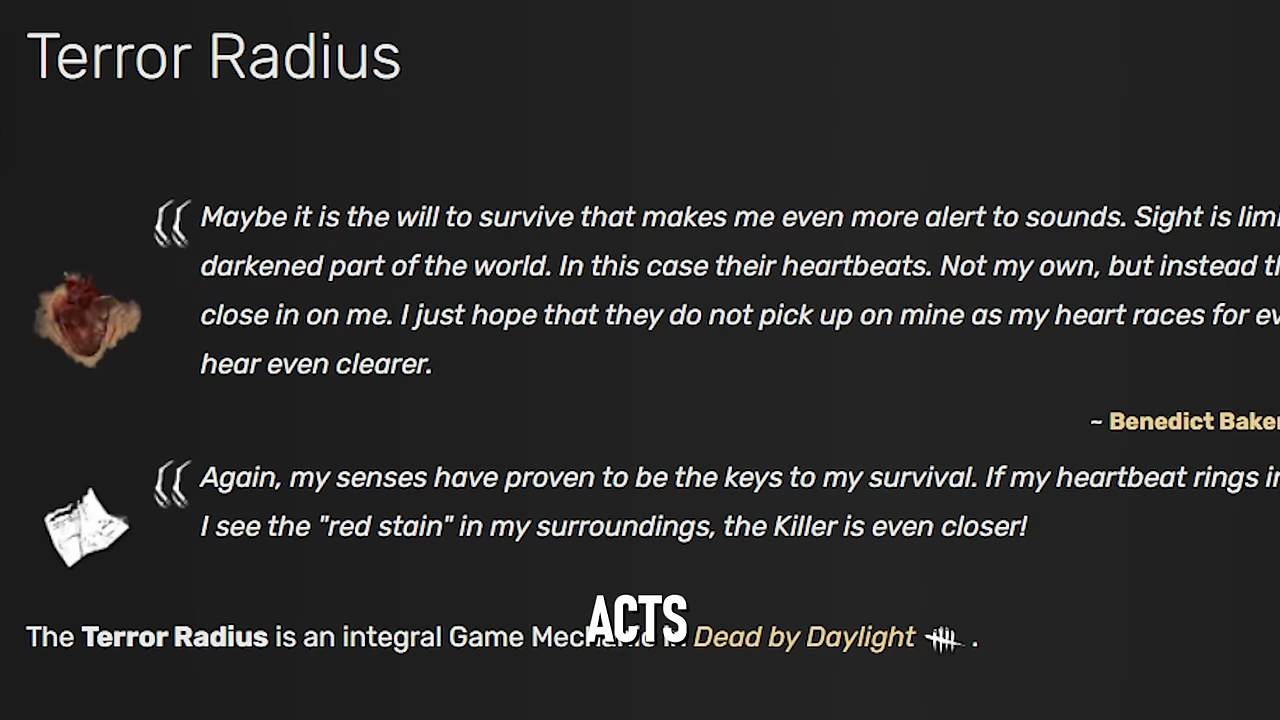 Terror Radius
Maybe it is the will to survive that makes me even more alert to sounds. Sight is
darkened part of the world. In this case their heartbeats. Not my own, but instead
close in on me. I just hope that they do not pick up on mine as my heart races for
hear even clearer.
~ Benedict Baker
Again, my senses have proven to be the keys to my survival. If my heartbeat rings
I see the "red stain" in my surroundings, the Killer is even closer!
The Terror Radius is an integral Game in Dead by Daylight .
ACTS